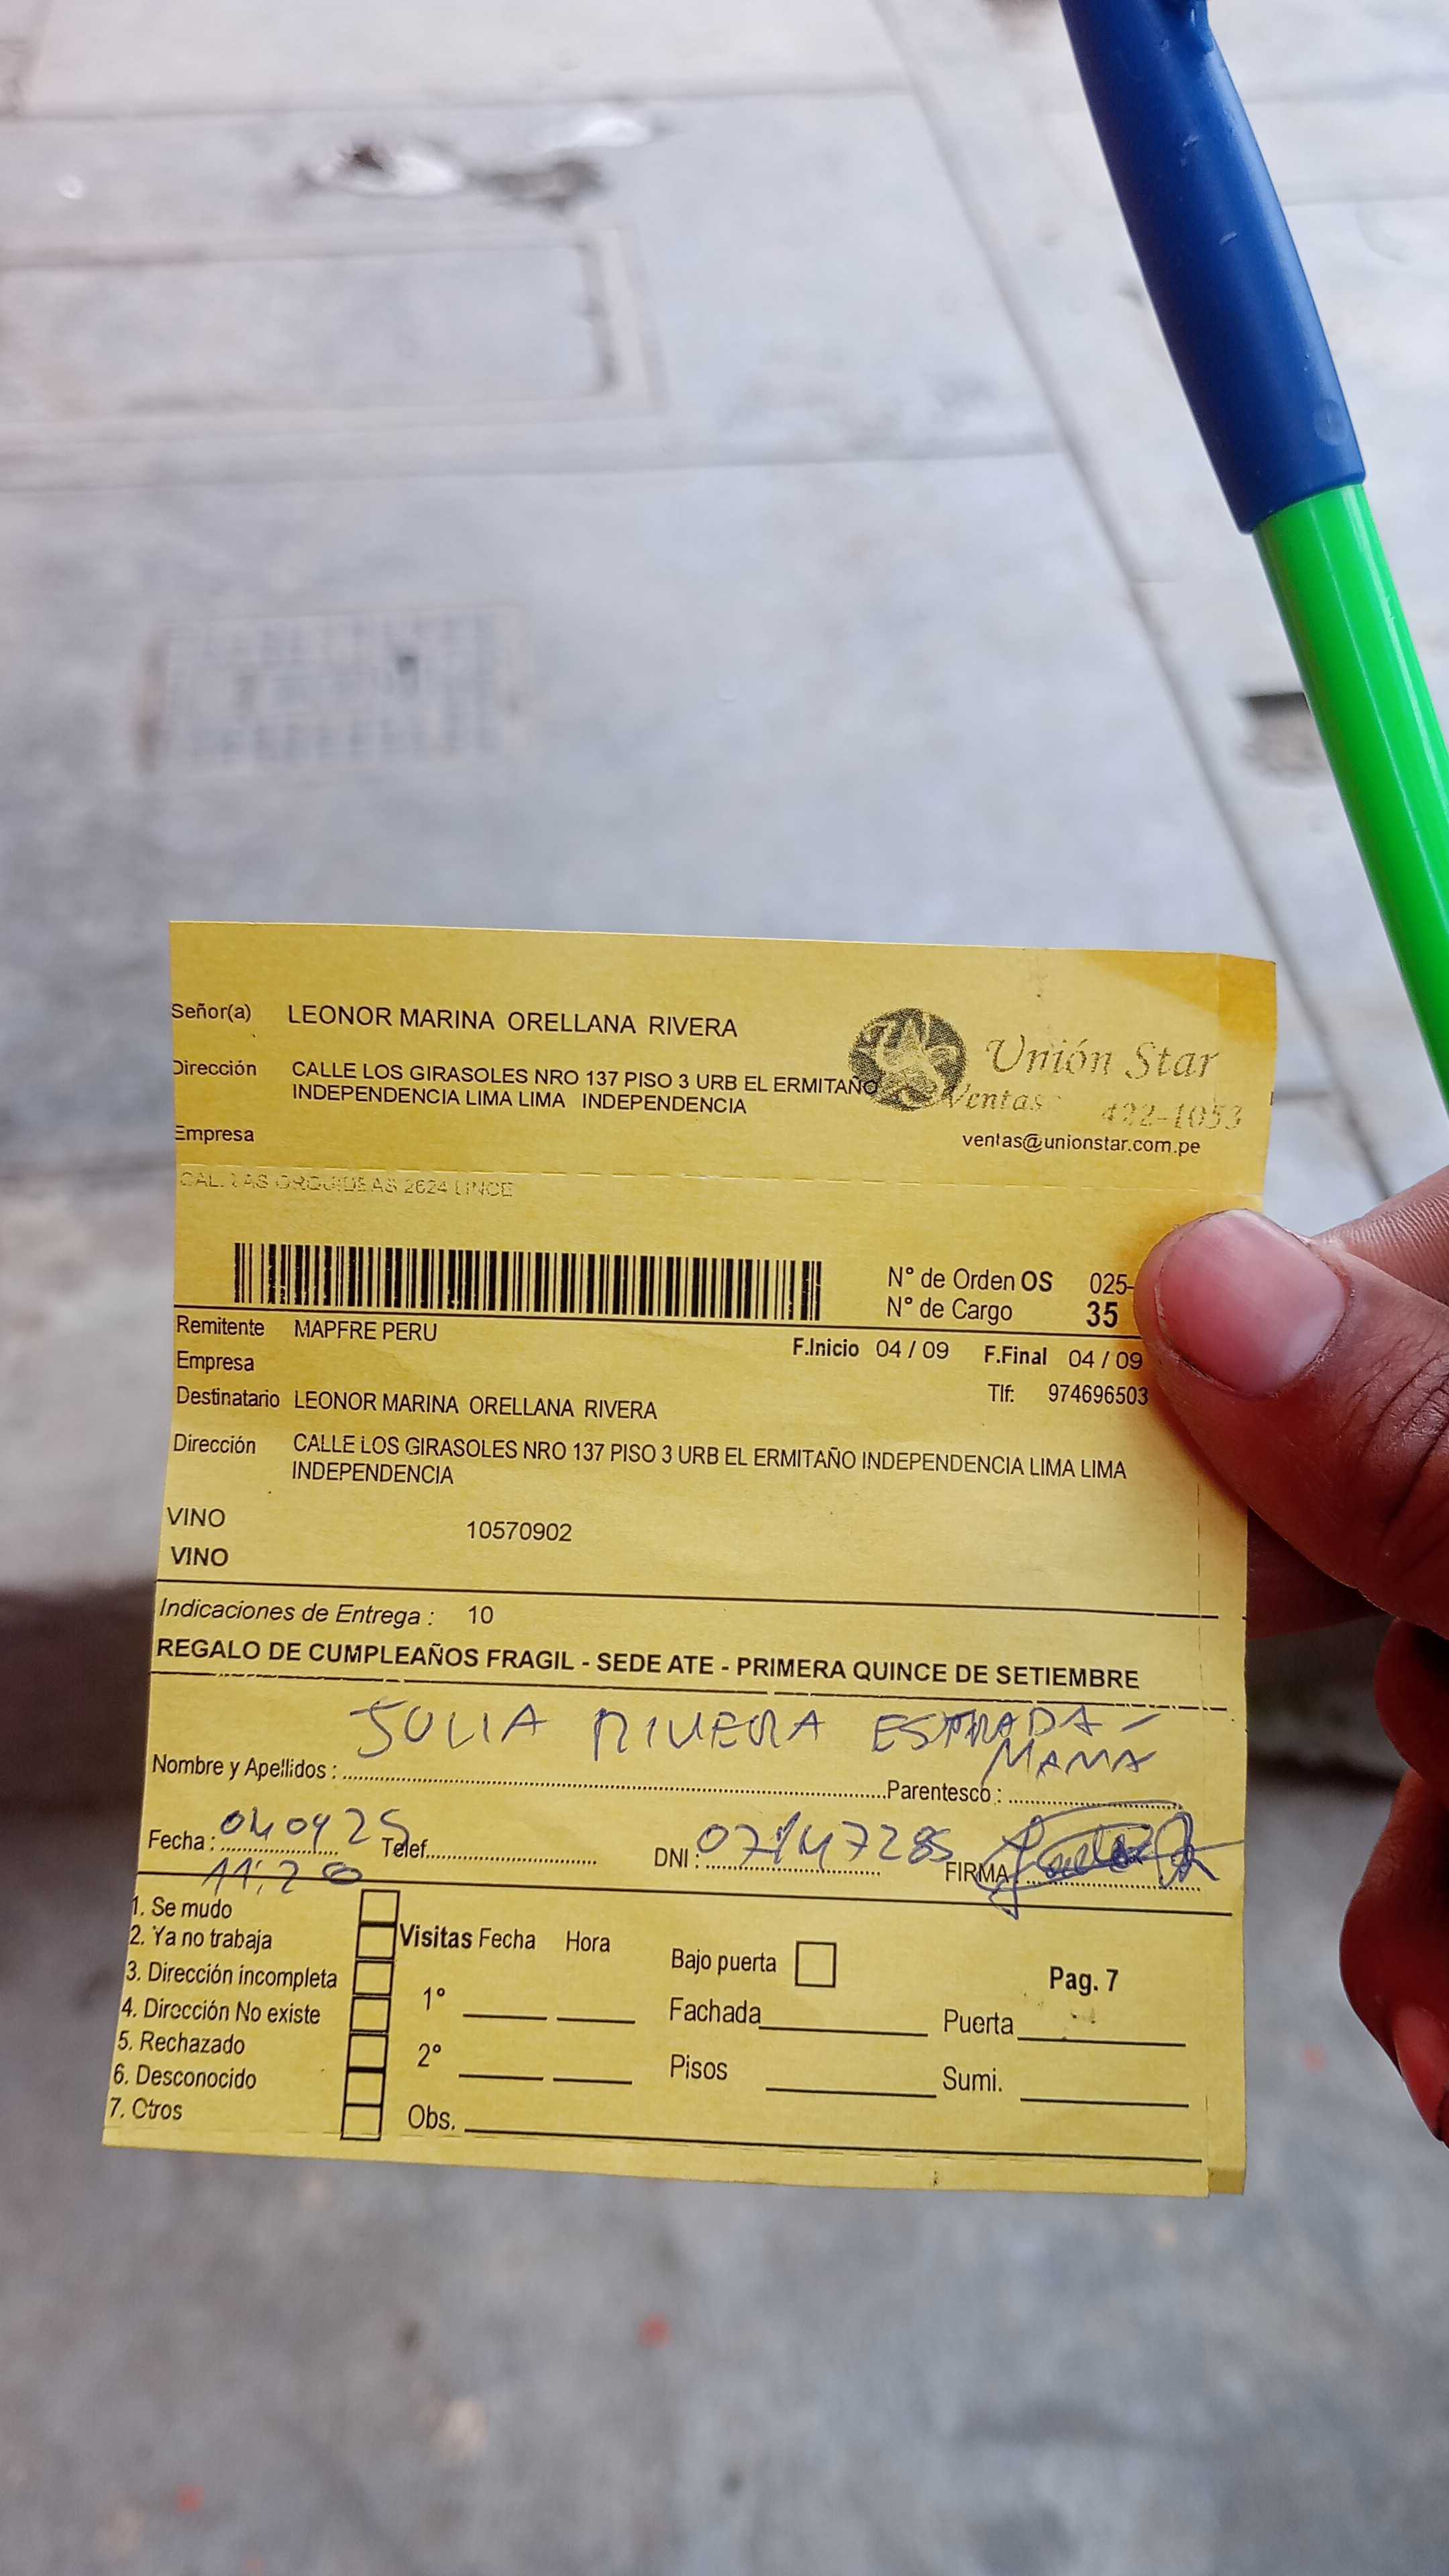 Señor(a) LEONOR MARINA ORELLANA RIVERA
Unión Star
Dirección CALLE LOS GIRASOLES NRO 137 PISO 3 URB EL ERMITAÑO
INDEPENDENCIA LIMA LIMA INDEPENDENCIA
Ventas 422-1053
Empresa
ventas@unionstar.com.pe
CAL. LAS ORQUIDEAS 2624 LINCE
N° de Orden OS 025-
N° de Cargo 35
Remitente MAPFRE PERU
F.Inicio 04 / 09 F.Final 04 / 09
Empresa
Tlf: 974696503
Destinatario LEONOR MARINA ORELLANA RIVERA
Dirección CALLE LOS GIRASOLES NRO 137 PISO 3 URB EL ERMITAÑO INDEPENDENCIA LIMA LIMA
INDEPENDENCIA
VINO 10570902
VINO
Indicaciones de Entrega : 10
REGALO DE CUMPLEAÑOS FRAGIL - SEDE ATE - PRIMERA QUINCE DE SETIEMBRE
JULIA RIVERA ESTRADA -
MAMA
Nombre y Apellidos : Parentesco :
Fecha : 040925 Telef. DNI : 07147285 FIRMA
11:20
1. Se mudo
2. Ya no trabaja
3. Dirección incompleta
4. Dirección No existe
5. Rechazado
6. Desconocido
7. Otros
Visitas Fecha Hora
1°
2°
Obs.
Bajo puerta
Pag. 7
Fachada Puerta
Pisos Sumi.